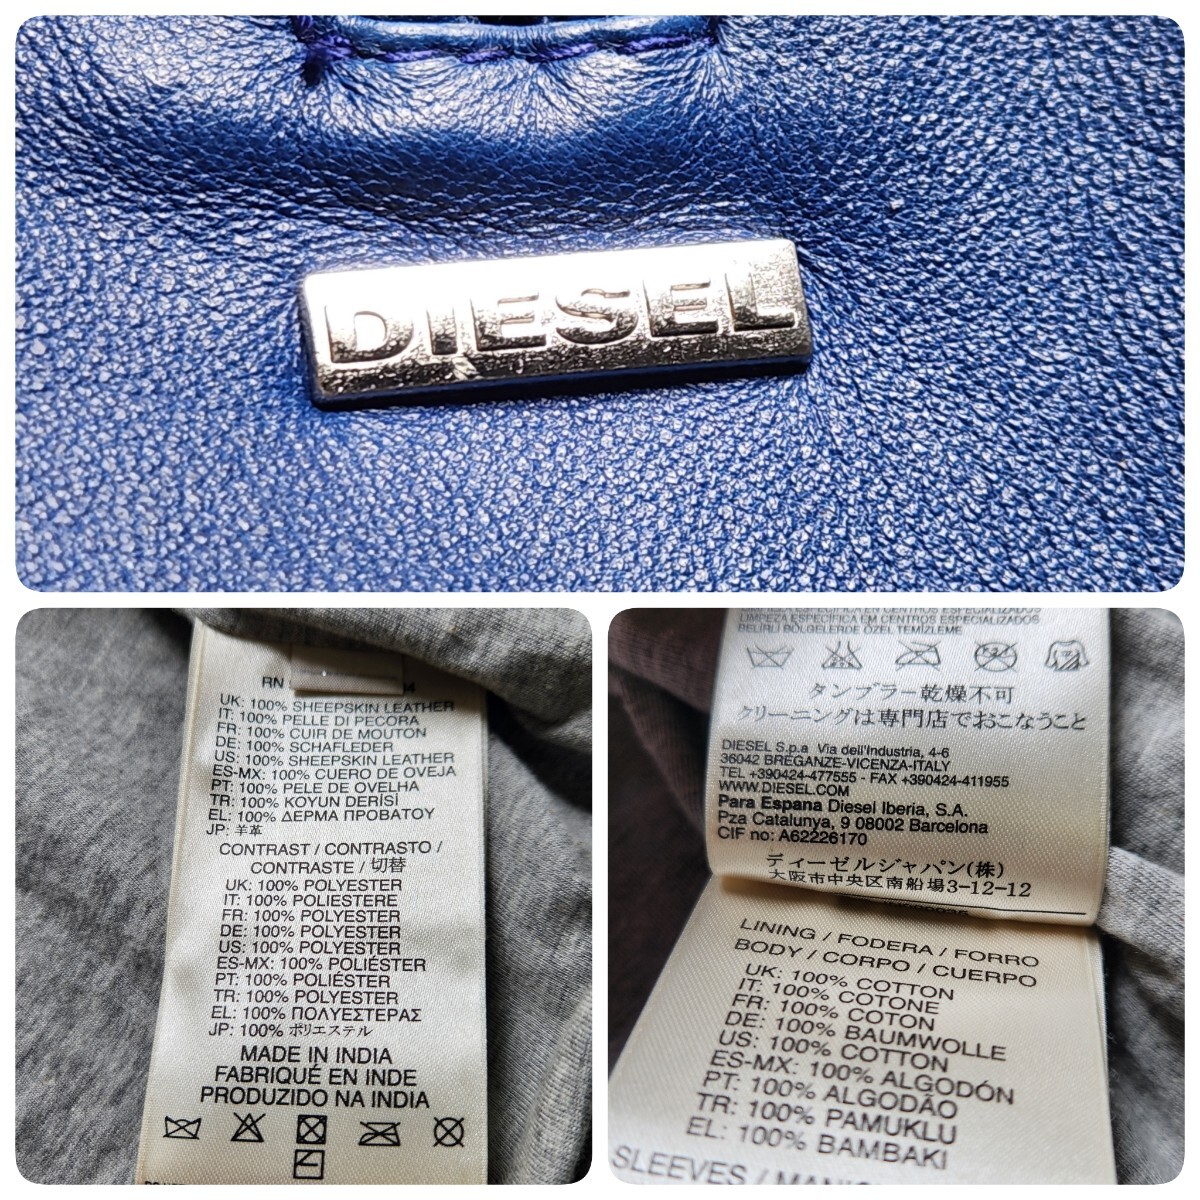 DIESEL
RN
UK: 100% SHEEPSKIN LEATHER
IT: 100% PELLE DI PECORA
FR: 100% CUIR DE MOUTON
DE: 100% SCHAFLEDER
US: 100% SHEEPSKIN LEATHER
ES-MX: 100% CUERO DE OVEJA
PT: 100% PELE DE OVELHA
TR: 100% KOYUN DERİSİ
EL: 100% ΔΕΡΜΑ ΠΡΟΒΑΤΟΥ
JP: 羊革
CONTRAST / CONTRASTO /
CONTRASTE / 切替
UK: 100% POLYESTER
IT: 100% POLIESTERE
FR: 100% POLYESTER
DE: 100% POLYESTER
US: 100% POLYESTER
ES-MX: 100% POLIÉSTER
PT: 100% POLIÉSTER
TR: 100% POLYESTER
EL: 100% ΠΟΛΥΕΣΤΕΡΑΣ
JP: 100% ポリエステル
MADE IN INDIA
FABRIQUÉ EN INDE
PRODUZIDO NA INDIA
LIMPEZA ESPECIFICA EM CENTROS ESPECIALIZADOS
BELİRLİ BÖLGELERDE ÖZEL TEMİZLEME
タンブラー乾燥不可
クリーニングは専門店でおこなうこと
DIESEL S.p.a Via dell'Industria, 4-6
36042 BREGANZE-VICENZA-ITALY
TEL +390424-477555 - FAX +390424-411955
WWW.DIESEL.COM
Para Espana Diesel Iberia, S.A.
Pza Catalunya, 9 08002 Barcelona
CIF no: A62226170
ディーゼルジャパン(株)
大阪市中央区南船場3-12-12
LINING / FODERA / FORRO
BODY / CORPO / CUERPO
UK: 100% COTTON
IT: 100% COTONE
FR: 100% COTON
DE: 100% BAUMWOLLE
US: 100% COTTON
ES-MX: 100% ALGODÓN
PT: 100% ALGODÂO
TR: 100% PAMUKLU
EL: 100% BAMBAKI
SLEEVES /